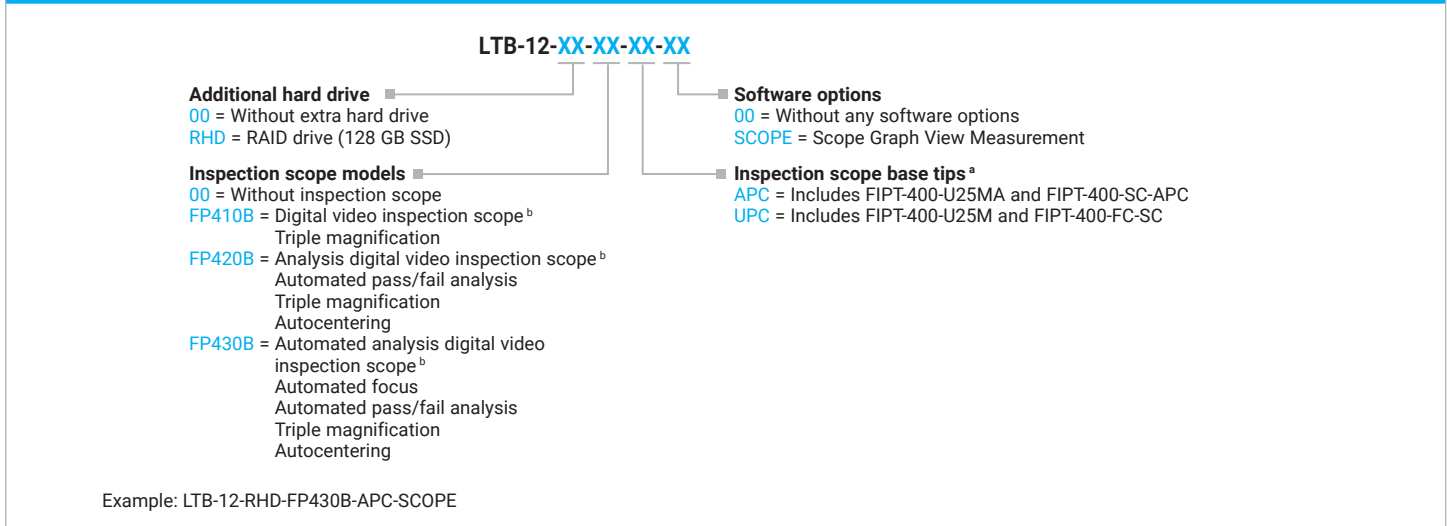 LTB-12-XX-XX-XX-XX
Additional hard drive
00 = Without extra hard drive
RHD = RAID drive (128 GB SSD)
Inspection scope models
00 = Without inspection scope
FP410B = Digital video inspection scope b
Triple magnification
FP420B = Analysis digital video inspection scope b
Automated pass/fail analysis
Triple magnification
Autocentering
FP430B = Automated analysis digital video
inspection scope b
Automated focus
Automated pass/fail analysis
Triple magnification
Autocentering
Software options
00 = Without any software options
SCOPE = Scope Graph View Measurement
Inspection scope base tips a
APC = Includes FIPT-400-U25MA and FIPT-400-SC-APC
UPC = Includes FIPT-400-U25M and FIPT-400-FC-SC
Example: LTB-12-RHD-FP430B-APC-SCOPE